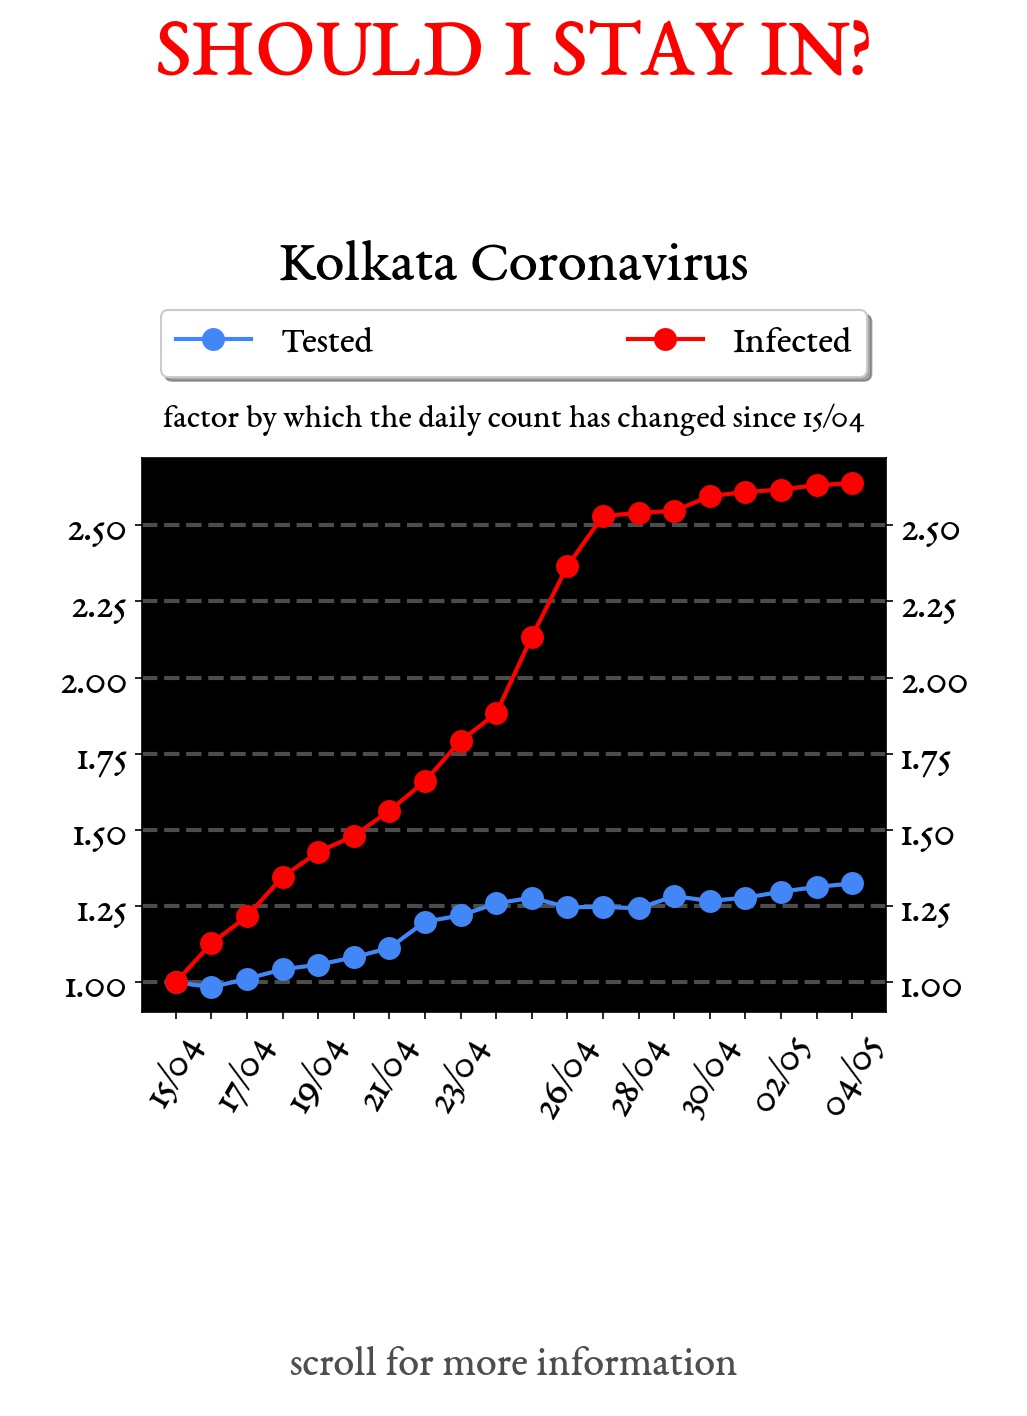 SHOULD I STAY IN?
Kolkata Coronavirus
Tested Infected
factor by which the daily count has changed since 15/04
2.50 2.50
2.25 2.25
2.00 2.00
1.75 1.75
1.50 1.50
1.25 1.25
1.00 1.00
15/04 17/04 19/04 21/04 23/04 26/04 28/04 30/04 02/05 04/05
scroll for more information